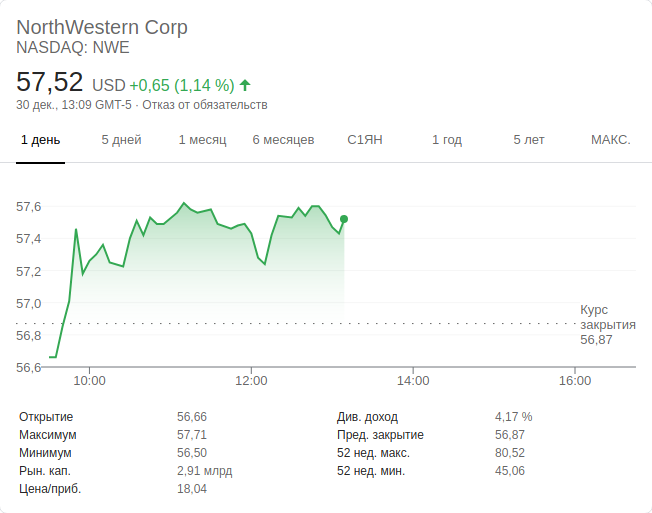 NorthWestern Corp
NASDAQ: NWE
57,52 USD +0,65 (1,14 %)
30 дек., 13:09 GMT-5 · Отказ от обязательств
1 день 5 дней 1 месяц 6 месяцев С1ЯН 1 год 5 лет МАКС.
57,6
57,4
57,2
57,0
56,8
56,6
Курс
закрытия
56,87
10:00 12:00 14:00 16:00
Открытие 56,66 Див. доход 4,17 %
Максимум 57,71 Пред. закрытие 56,87
Минимум 56,50 52 нед. макс. 80,52
Рын. кап. 2,91 млрд 52 нед. мин. 45,06
Цена/приб. 18,04